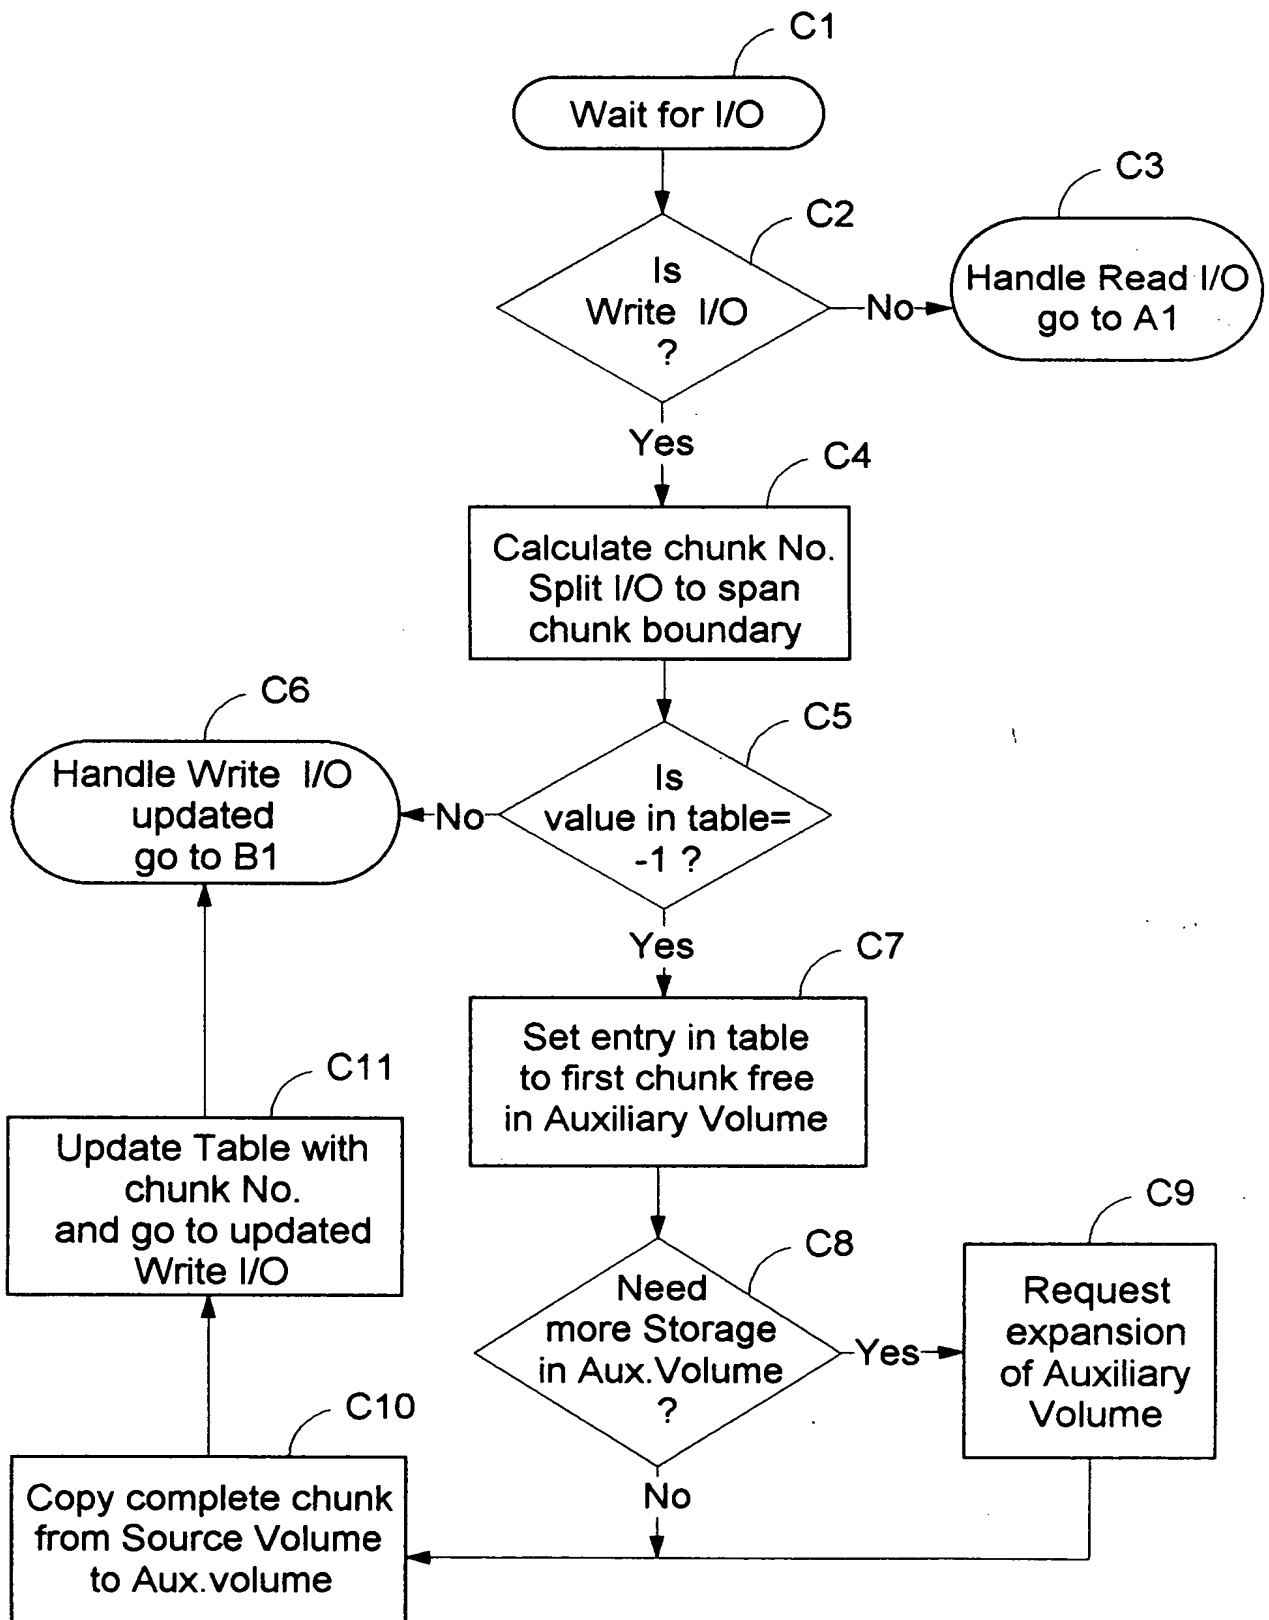 C1
Wait for I/O
C3
C2
Is
Write I/O
?
No
Handle Read I/O
go to A1
Yes
C4
Calculate chunk No.
Split I/O to span
chunk boundary
C6
C5
Handle Write I/O
updated
go to B1
No
Is
value in table=
-1 ?
Yes
C7
Set entry in table
to first chunk free
in Auxiliary Volume
C11
Update Table with
chunk No.
and go to updated
Write I/O
C9
C8
Need
more Storage
in Aux.Volume
?
Yes
Request
expansion
of Auxiliary
Volume
C10
No
Copy complete chunk
from Source Volume
to Aux.volume